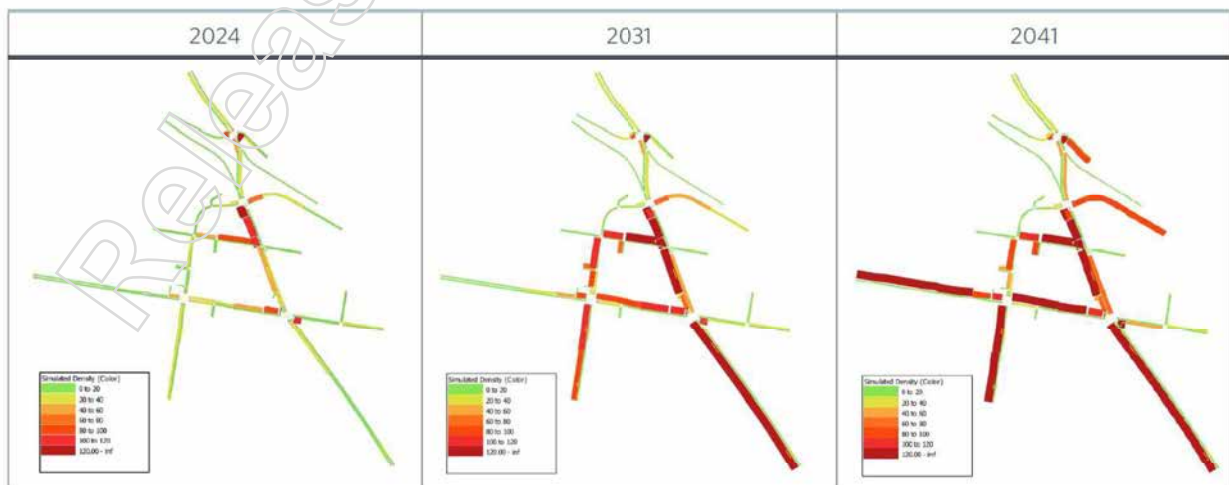 2024
2031
2041
Releas
Simulated Density (Color)
0 to 20
20 to 40
40 to 60
60 to 80
80 to 100
100 to 120
120.00 - inf
Simulated Density (Color)
0 to 20
20 to 40
40 to 60
60 to 80
80 to 100
100 to 120
120.00 - inf
Simulated Density (Color)
0 to 20
20 to 40
40 to 60
60 to 80
80 to 100
100 to 120
120.00 - inf